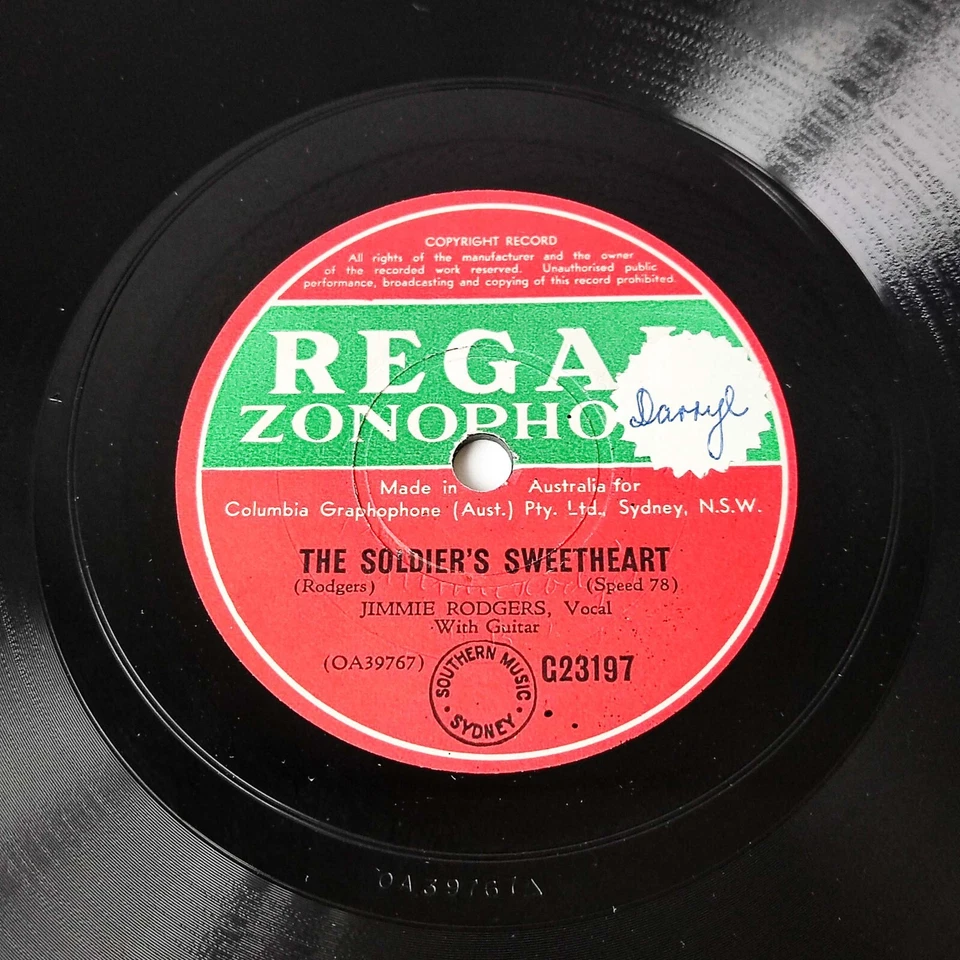 COPYRIGHT RECORD
All rights of the manufacturer and the owner
of the recorded work reserved. Unauthorised public
performance, broadcasting and copying of this record prohibited.
REGAL
ZONOPHO
Darryl
Made in Australia for
Columbia Graphophone (Aust.) Pty. Ltd., Sydney, N.S.W.
THE SOLDIER'S SWEETHEART
(Rodgers) (Speed 78)
JIMMIE RODGERS, Vocal
With Guitar
(OA39767) SOUTHERN MUSIC · SYDNEY · G23197